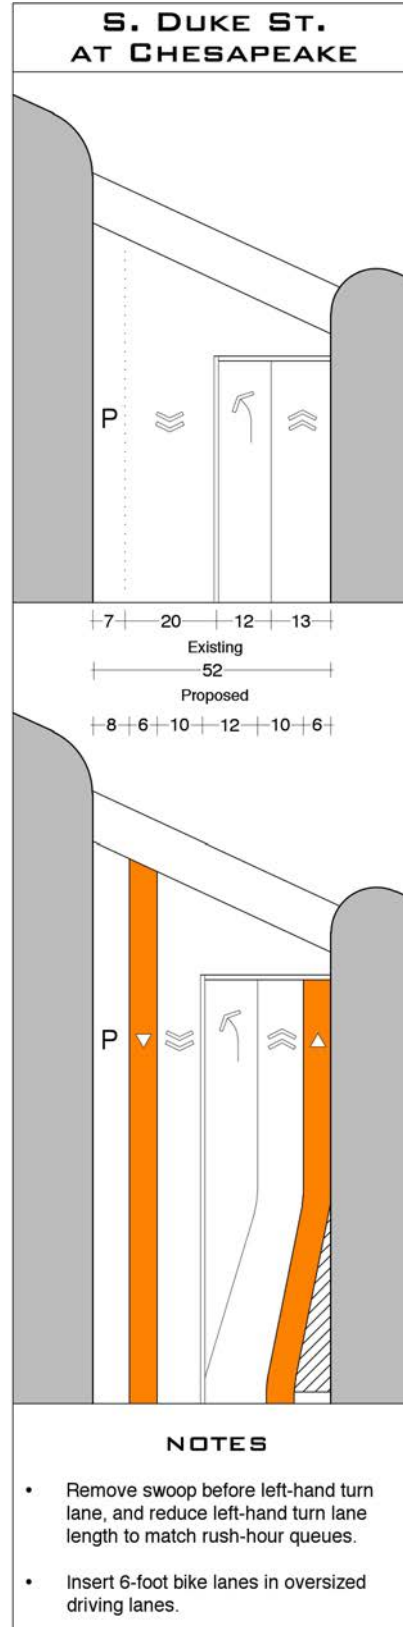 S. DUKE ST.
AT CHESAPEAKE
P
7 20 12 13
Existing
52
Proposed
8 6 10 12 10 6
P
NOTES
• Remove swoop before left-hand turn
lane, and reduce left-hand turn lane
length to match rush-hour queues.
• Insert 6-foot bike lanes in oversized
driving lanes.